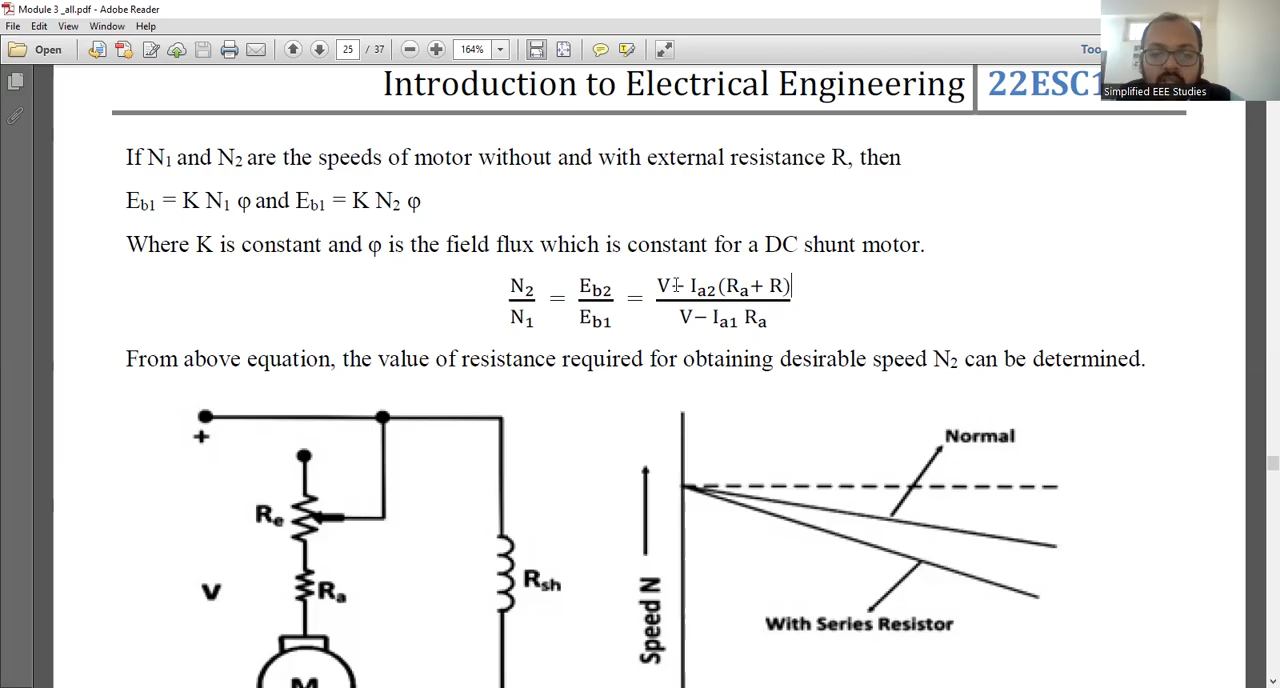 Module 3 _all.pdf - Adobe Reader
File Edit View Window Help
Open 25 / 37 164% Too
Simplified EEE Studies
Introduction to Electrical Engineering 22ESC1
If N1 and N2 are the speeds of motor without and with external resistance R, then
Eb1 = K N1 φ and Eb1 = K N2 φ
Where K is constant and φ is the field flux which is constant for a DC shunt motor.
N2/N1 = Eb2/Eb1 = V− Ia2 (Ra+ R)/V− Ia1 Ra
From above equation, the value of resistance required for obtaining desirable speed N2 can be determined.
+
Re
Ra
V
Rsh
M
Speed N
Normal
With Series Resistor